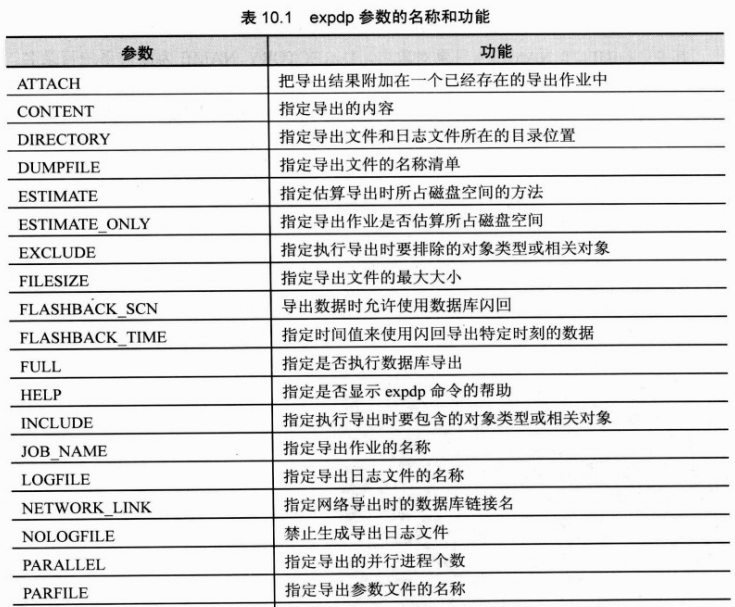 表 10.1 expdp 参数的名称和功能
参数 功能
ATTACH 把导出结果附加在一个已经存在的导出作业中
CONTENT 指定导出的内容
DIRECTORY 指定导出文件和日志文件所在的目录位置
DUMPFILE 指定导出文件的名称清单
ESTIMATE 指定估算导出时所占磁盘空间的方法
ESTIMATE_ONLY 指定导出作业是否估算所占磁盘空间
EXCLUDE 指定执行导出时要排除的对象类型或相关对象
FILESIZE 指定导出文件的最大大小
FLASHBACK_SCN 导出数据时允许使用数据库闪回
FLASHBACK_TIME 指定时间值来使用闪回导出特定时刻的数据
FULL 指定是否执行数据库导出
HELP 指定是否显示 expdp 命令的帮助
INCLUDE 指定执行导出时要包含的对象类型或相关对象
JOB_NAME 指定导出作业的名称
LOGFILE 指定导出日志文件的名称
NETWORK_LINK 指定网络导出时的数据库链接名
NOLOGFILE 禁止生成导出日志文件
PARALLEL 指定导出的并行进程个数
PARFILE 指定导出参数文件的名称